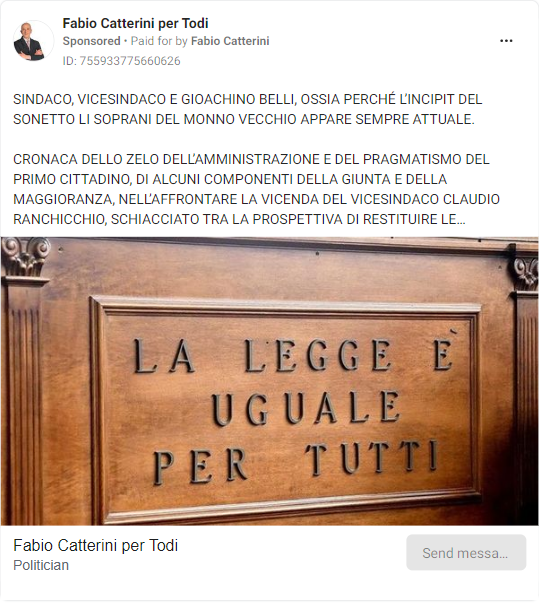 Fabio Catterini per Todi
Sponsored • Paid for by Fabio Catterini
ID: 755933775660626
SINDACO, VICESINDACO E GIOACHINO BELLI, OSSIA PERCHÉ L'INCIPIT DEL
SONETTO LI SOPRANI DEL MONNO VECCHIO APPARE SEMPRE ATTUALE.
CRONACA DELLO ZELO DELL'AMMINISTRAZIONE E DEL PRAGMATISMO DEL
PRIMO CITTADINO, DI ALCUNI COMPONENTI DELLA GIUNTA E DELLA
MAGGIORANZA, NELL'AFFRONTARE LA VICENDA DEL VICESINDACO CLAUDIO
RANCHICCHIO, SCHIACCIATO TRA LA PROSPETTIVA DI RESTITUIRE LE...
LA LEGGE È
UGUALE
PER TUTTI
Fabio Catterini per Todi
Politician
Send messa...